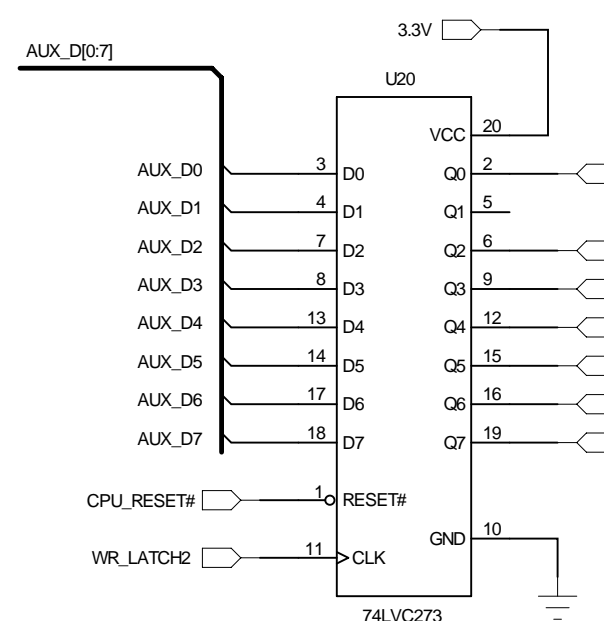 3.3V
AUX_D[0:7]
U20
VCC 20
AUX_D0 3 D0 Q0 2
AUX_D1 4 D1 Q1 5
AUX_D2 7 D2 Q2 6
AUX_D3 8 D3 Q3 9
AUX_D4 13 D4 Q4 12
AUX_D5 14 D5 Q5 15
AUX_D6 17 D6 Q6 16
AUX_D7 18 D7 Q7 19
CPU_RESET# 1 RESET#
GND 10
WR_LATCH2 11 CLK
74LVC273